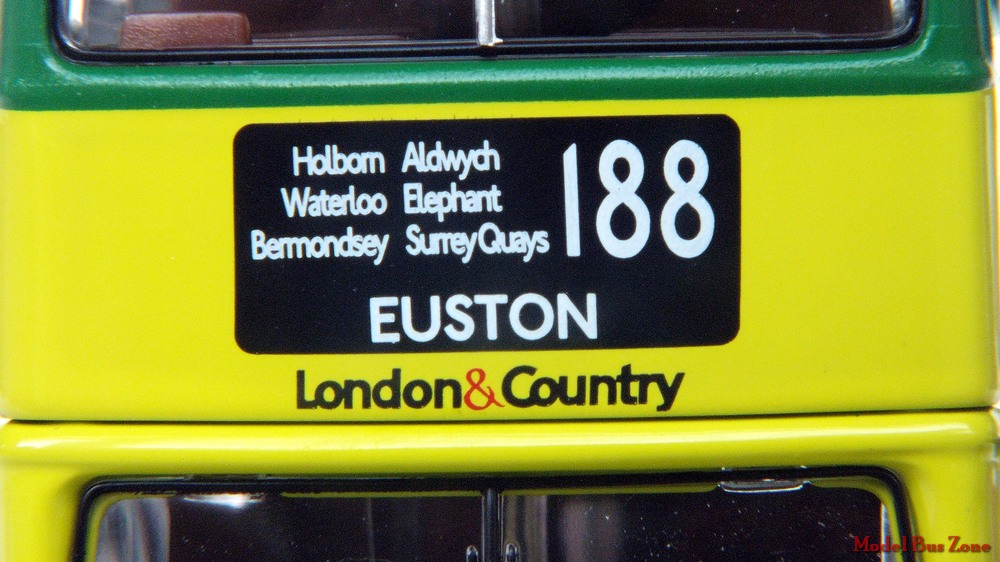 Holborn Aldwych
Waterloo Elephant
Bermondsey Surrey Quays
188
EUSTON
London&Country
Model Bus Zone